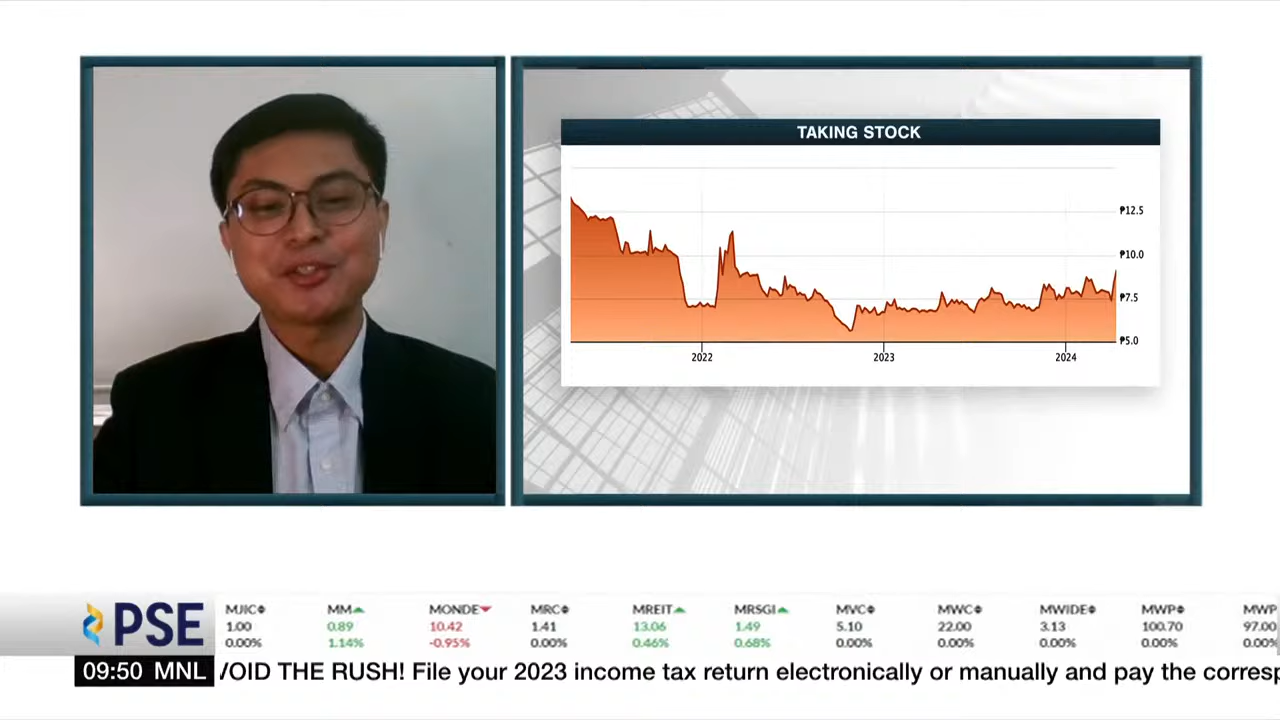 TAKING STOCK
₱12.5
₱10.0
₱7.5
₱5.0
2022 2023 2024
PSE
MJIC MM MONDE MRC MREIT MRSGI MVC MWC MWIDE MWP MWP
1.00 0.89 10.42 1.41 13.06 1.49 5.10 22.00 3.13 100.70 97.00
0.00% 1.14% -0.95% 0.00% 0.46% 0.68% 0.00% 0.00% 0.00% 0.00% 0.00%
09:50 MNL VOID THE RUSH! File your 2023 income tax return electronically or manually and pay the corresp